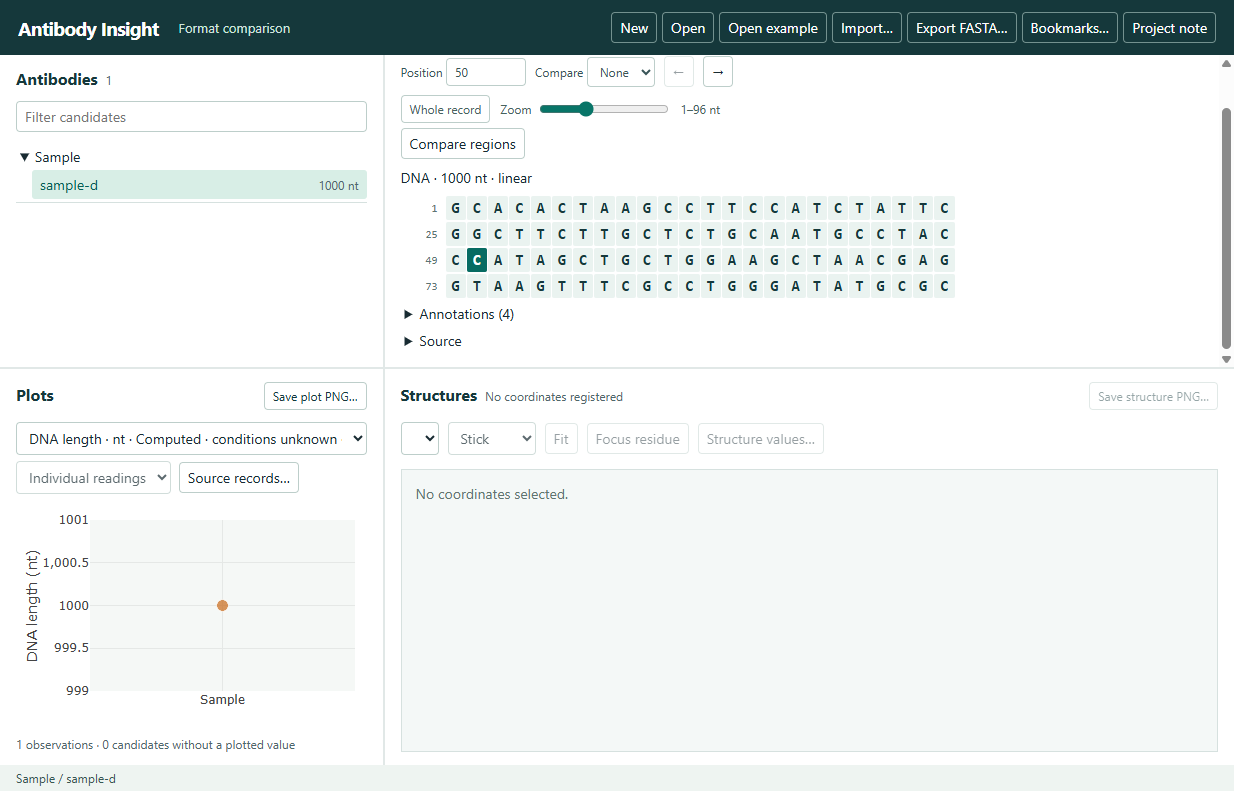 Antibody Insight Format comparison New Open Open example Import... Export FASTA... Bookmarks... Project note
Antibodies 1
Filter candidates
▼ Sample
sample-d 1000 nt
Position 50 Compare None ← →
Whole record Zoom 1–96 nt
Compare regions
DNA · 1000 nt · linear
1 G C A C A C T A A G C C T T C C A T C T A T T C
25 G G C T T C T T G C T C T G C A A T G C C T A C
49 C C A T A G C T G C T G G A A G C T A A C G A G
73 G T A A G T T T C G C C T G G G A T A T G C G C
▶ Annotations (4)
▶ Source
Plots Save plot PNG...
DNA length · nt · Computed · conditions unknown
Individual readings Source records...
DNA length (nt)
1001
1,000.5
1000
999.5
999
Sample
1 observations · 0 candidates without a plotted value
Structures No coordinates registered Save structure PNG...
Stick Fit Focus residue Structure values...
No coordinates selected.
Sample / sample-d